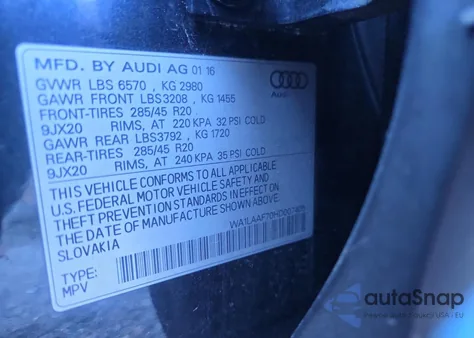 MFD. BY AUDI AG 01 16
GVWR LBS 6570 , KG 2980
GAWR FRONT LBS3208 , KG 1455
FRONT-TIRES 285/45 R20
9JX20 RIMS, AT 220 KPA 32 PSI COLD
GAWR REAR LBS3792 , KG 1720
REAR-TIRES 285/45 R20
9JX20 RIMS, AT 240 KPA 35 PSI COLD
THIS VEHICLE CONFORMS TO ALL APPLICABLE
U.S. FEDERAL MOTOR VEHICLE SAFETY AND
THEFT PREVENTION STANDARDS IN EFFECT ON
THE DATE OF MANUFACTURE SHOWN ABOVE
SLOVAKIA
TYPE:
MPV
autoSnap